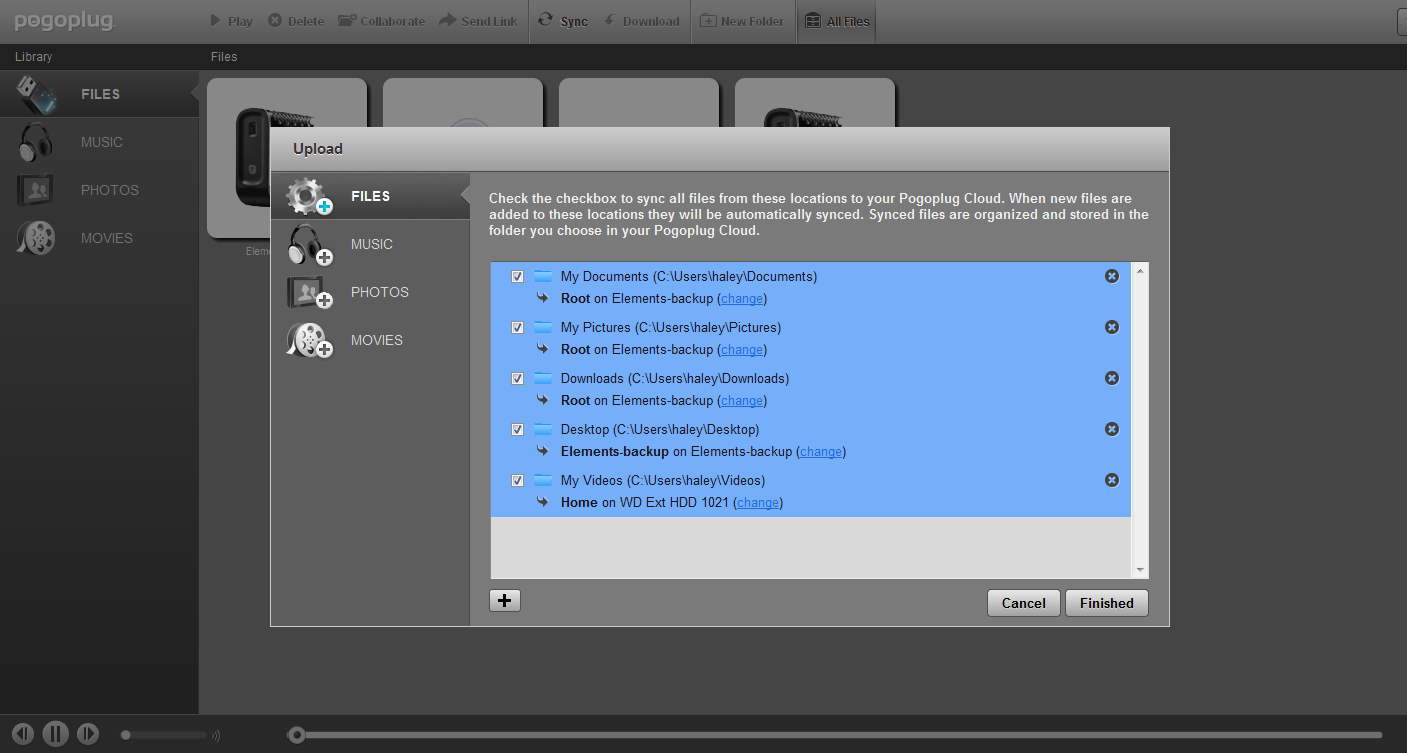 pogoplug.
Play Delete Collaborate Send Link Sync Download New Folder All Files
Library Files
FILES
MUSIC
PHOTOS
MOVIES
Upload
FILES
MUSIC
PHOTOS
MOVIES
Check the checkbox to sync all files from these locations to your Pogoplug Cloud. When new files are
added to these locations they will be automatically synced. Synced files are organized and stored in the
folder you choose in your Pogoplug Cloud.
My Documents (C:\Users\haley\Documents)
Root on Elements-backup (change)
My Pictures (C:\Users\haley\Pictures)
Root on Elements-backup (change)
Downloads (C:\Users\haley\Downloads)
Root on Elements-backup (change)
Desktop (C:\Users\haley\Desktop)
Elements-backup on Elements-backup (change)
My Videos (C:\Users\haley\Videos)
Home on WD Ext HDD 1021 (change)
Cancel Finished